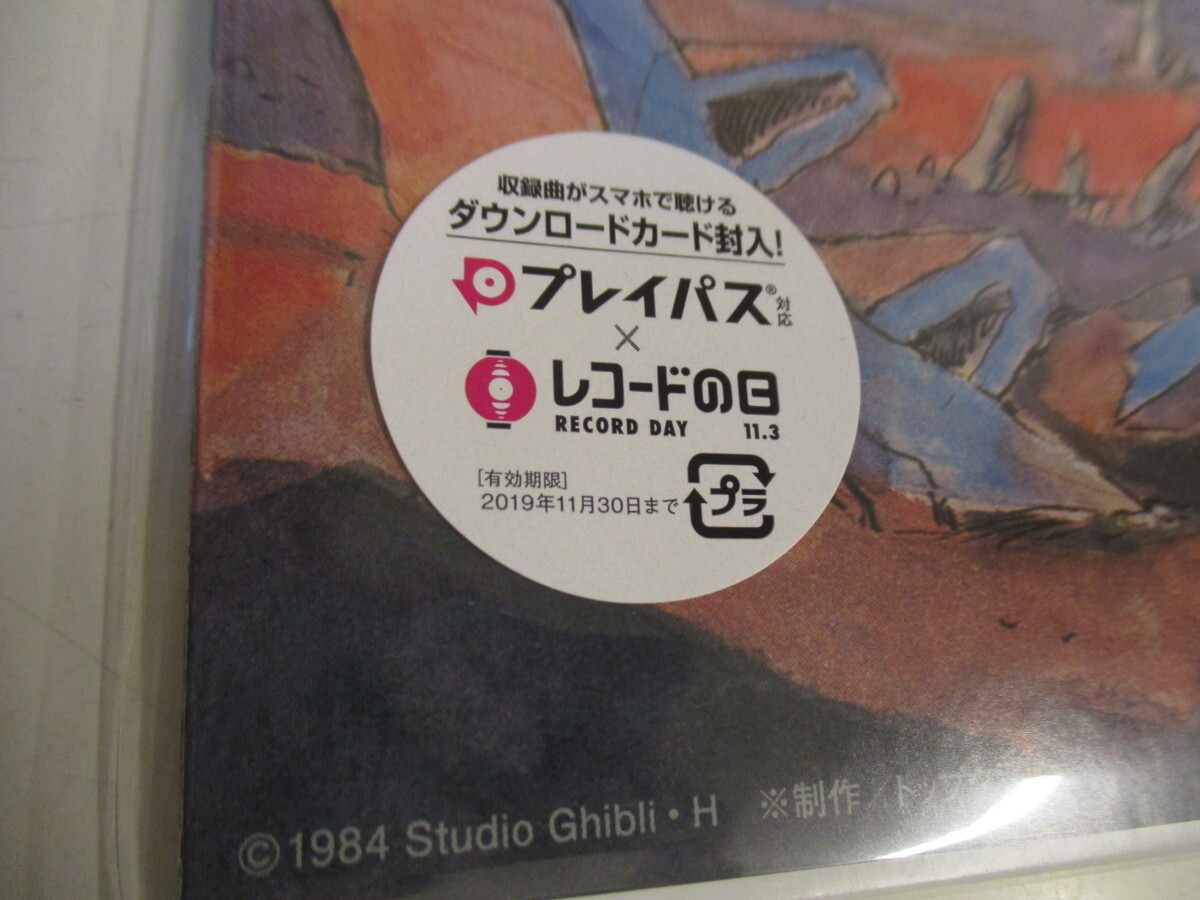 収録曲がスマホで聴ける
ダウンロードカード封入!
プレイパス®対応
×
レコードの日
RECORD DAY 11.3
[有効期限]
2019年11月30日まで
プラ
©1984 Studio Ghibli・H ※制作/トップ